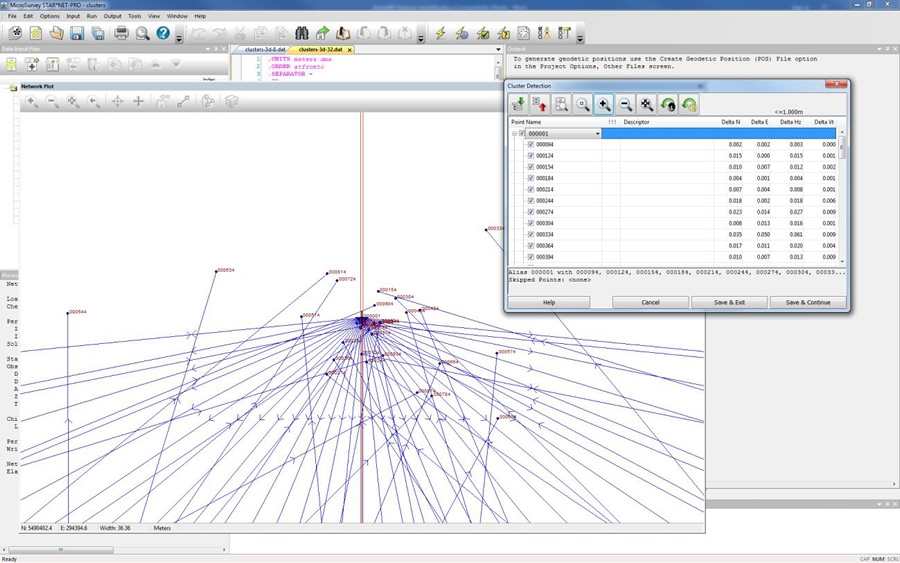 MicroSurvey STAR*NET-PRO - clusters
File Edit Options Input Run Output Tools View Window Help
Data Input Files
clusters-3d-8.dat clusters-3d-32.dat
Output
1 .UNITS meters dms
2 .ORDER atfromto
3 .SEPARATOR -
To generate geodetic positions use the Create Geodetic Position (POS) File option
in the Project Options, Other Files screen.
Index
Network Plot
Cluster Detection
<=1.000m
Point Name !!! Descriptor Delta N Delta E Delta Hz Delta Vt
000001
000094 0.002 0.002 0.003 0.000
000124 0.015 0.000 0.015 0.001
000154 0.010 0.007 0.012 0.002
000184 0.004 0.001 0.004 0.001
000214 0.007 0.004 0.008 0.001
000244 0.018 0.002 0.018 0.006
000274 0.023 0.014 0.027 0.009
000304 0.008 0.013 0.016 0.001
000334 0.035 0.050 0.061 0.009
000364 0.017 0.011 0.020 0.004
000394 0.010 0.007 0.013 0.009
Alias 000001 with 000094, 000124, 000154, 000184, 000214, 000244, 000274, 000304, 00033...
Skipped Points: <none>
Help Cancel Save & Exit Save & Continue
000634
000814
000724
000154
000304
000904
000544
000514
000001
000574
N: 5490402.4 E: 294394.6 Width: 36.36 Meters
Ready
CAP NUM SCRL